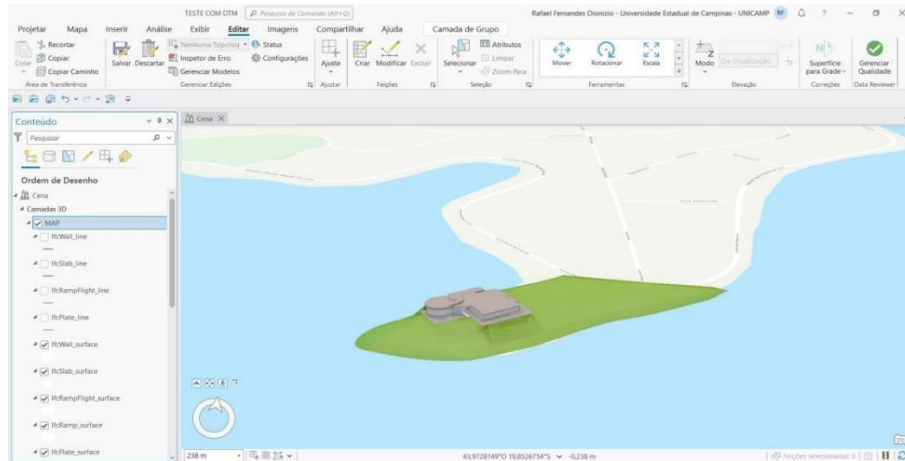 TESTE COM DTM
Pesquisa de Comandos (Alt+Q)
Rafael Fernandes Dionizio - Universidade Estadual de Campinas - UNICAMP
RF
?
Projetar Mapa Inserir Análise Editar Exibir Imagens Compartilhar Ajuda Camada de Grupo
Recortar
Copiar
Copiar Caminho
Colar
Área de Transferência
Salvar Descartar
Nenhuma Topolog
Inspetor de Erro
Gerenciar Modelos
Status
Configurações
Gerenciar Edições
Ajuste
Ajustar
Criar Modificar Excluir
Feições
Selecionar
Atributos
Limpar
Zoom Para
Seleção
Mover Rotacionar Escala
Ferramentas
Z
Modo
Da Visualização
Elevação
Superfície
para Grade
Correções
Gerenciar
Qualidade
Data Reviewer
Conteúdo
Pesquisar
Ordem de Desenho
Cena
Camadas 3D
MAP
IfcWall_line
IfcSlab_line
IfcRampFlight_line
IfcPlate_line
IfcWall_surface
IfcSlab_surface
IfcRampFlight_surface
IfcRamp_surface
IfcPlate_surface
Cena
238 m
43,9728149°O 19,8526754°S
-0,238 m
Feições selecionadas: 0